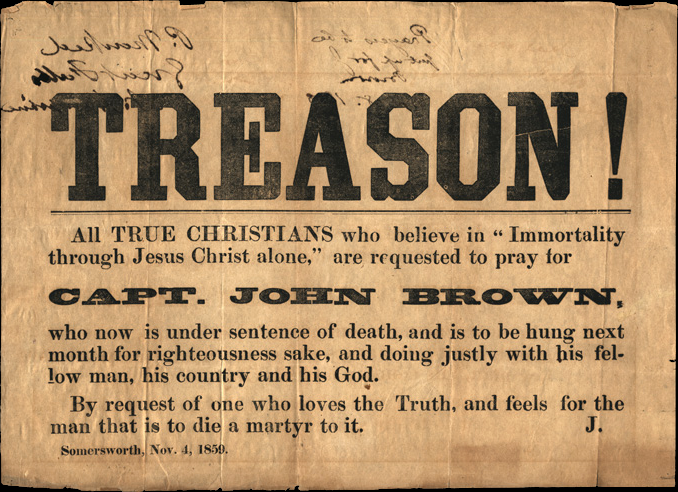 TREASON!
All TRUE CHRISTIANS who believe in “ Immortality
through Jesus Christ alone,” are requested to pray for
CAPT. JOHN BROWN,
who now is under sentence of death, and is to be hung next
month for righteousness sake, and doing justly with his fel-
low man, his country and his God.
By request of one who loves the Truth, and feels for the
man that is to die a martyr to it. J.
Somersworth, Nov. 4, 1859.